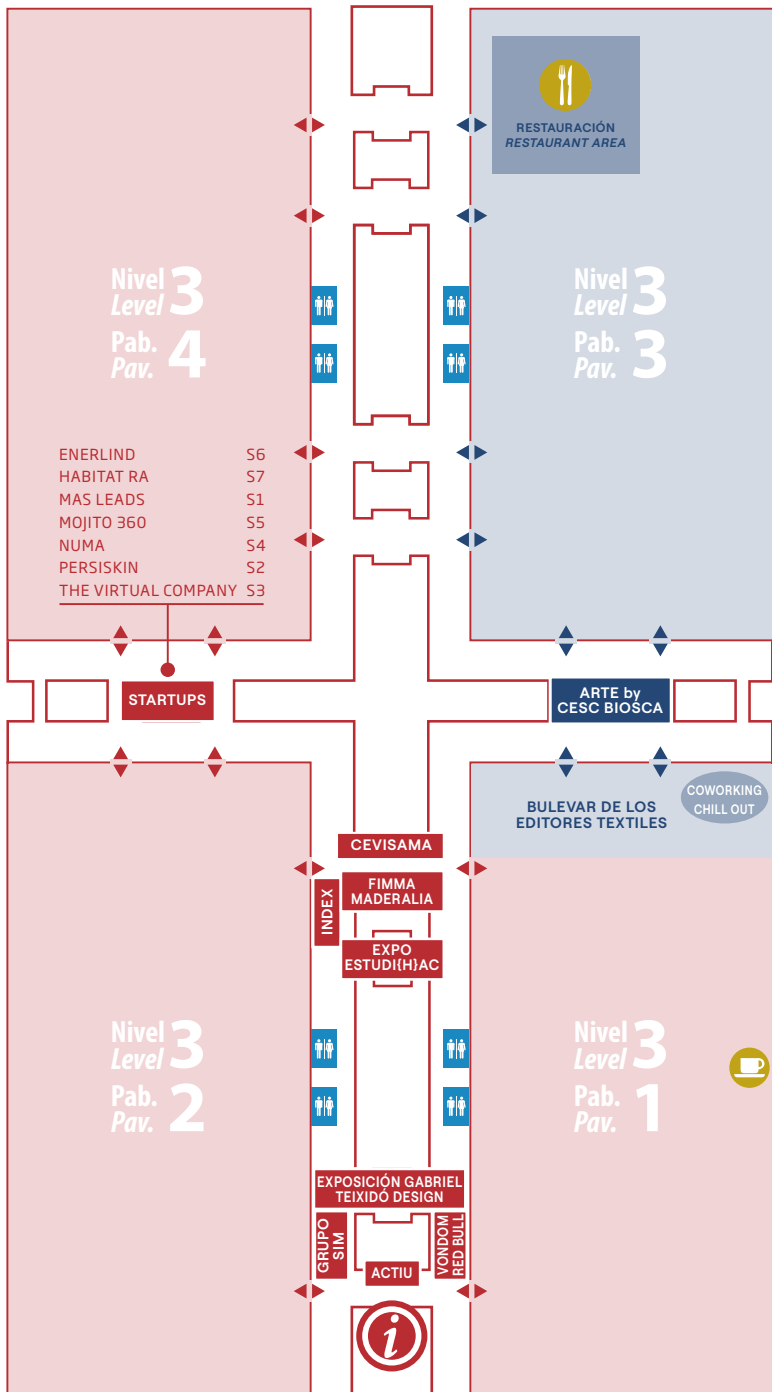 RESTAURACIÓN
RESTAURANT AREA
Nivel
Level 3
Pab.
Pav. 4
Nivel
Level 3
Pab.
Pav. 3
ENERLIND S6
HABITAT RA S7
MAS LEADS S1
MOJITO 360 S5
NUMA S4
PERSISKIN S2
THE VIRTUAL COMPANY S3
STARTUPS
ARTE by
CESC BIOSCA
COWORKING
CHILL OUT
BULEVAR DE LOS
EDITORES TEXTILES
CEVISAMA
FIMMA
MADERALIA
INDEX
EXPO
ESTUDI{H}AC
Nivel
Level 3
Pab.
Pav. 2
Nivel
Level 3
Pab.
Pav. 1
EXPOSICIÓN GABRIEL
TEIXIDÓ DESIGN
GRUPO
SIM
VONDOM
RED BULL
ACTIU
i